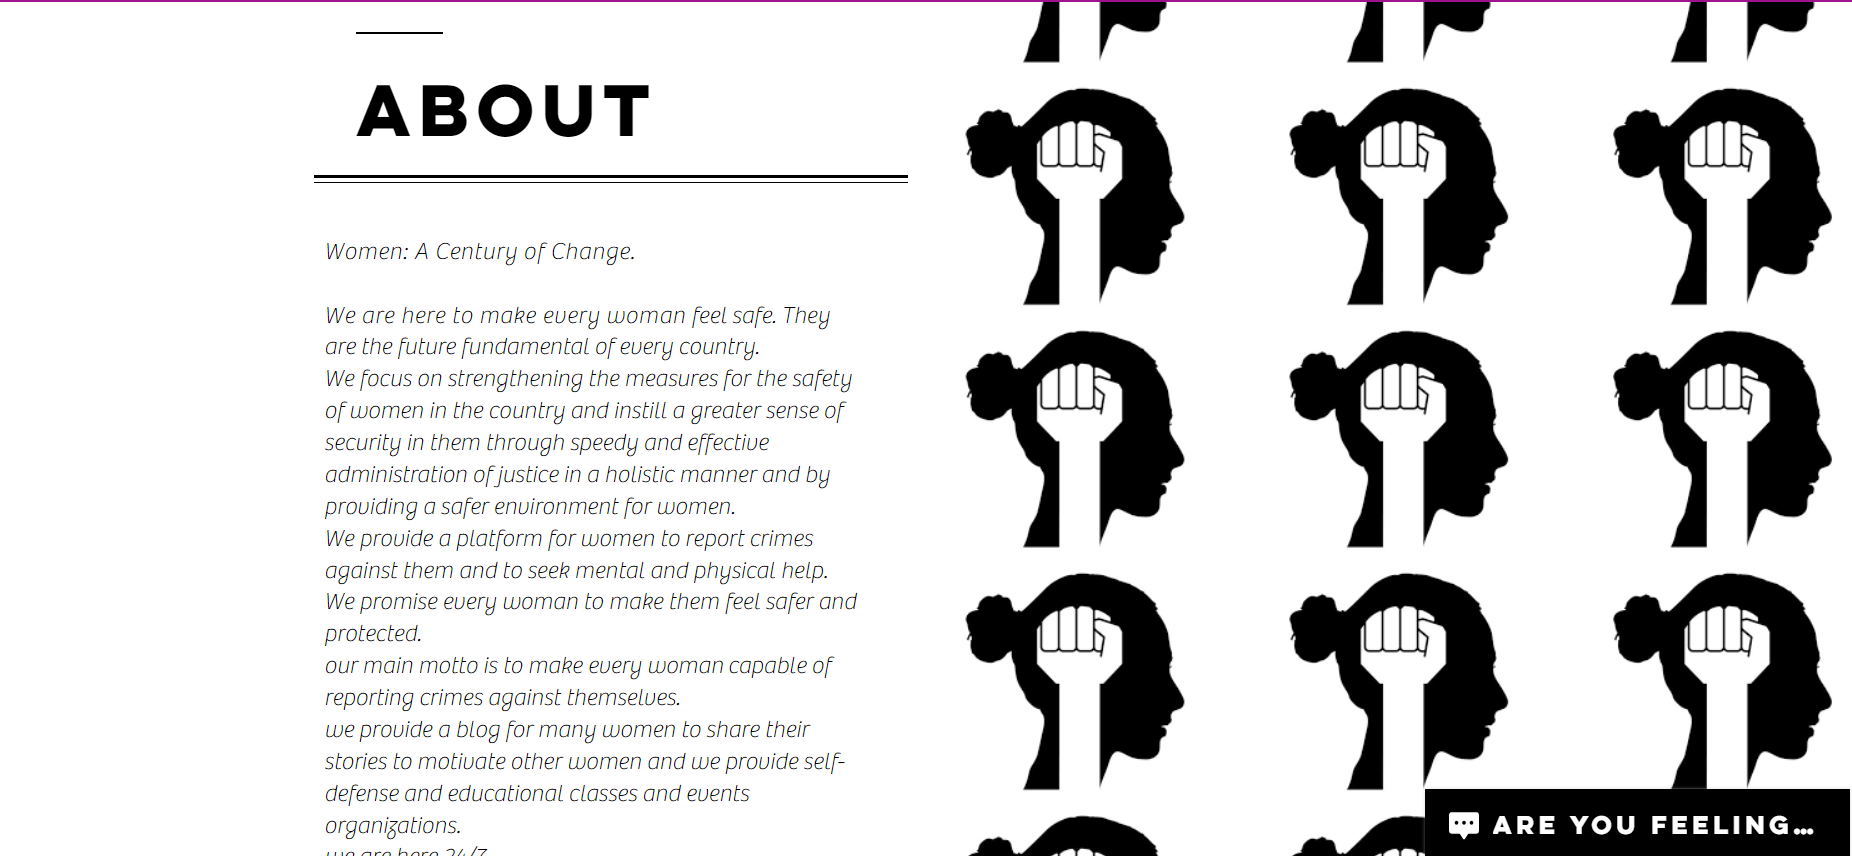 ABOUT
Women: A Century of Change.
We are here to make every woman feel safe. They
are the future fundamental of every country.
We focus on strengthening the measures for the safety
of women in the country and instill a greater sense of
security in them through speedy and effective
administration of justice in a holistic manner and by
providing a safer environment for women.
We provide a platform for women to report crimes
against them and to seek mental and physical help.
We promise every woman to make them feel safer and
protected.
our main motto is to make every woman capable of
reporting crimes against themselves.
we provide a blog for many women to share their
stories to motivate other women and we provide self-
defense and educational classes and events
organizations.
we are here 24/7
ARE YOU FEELING...